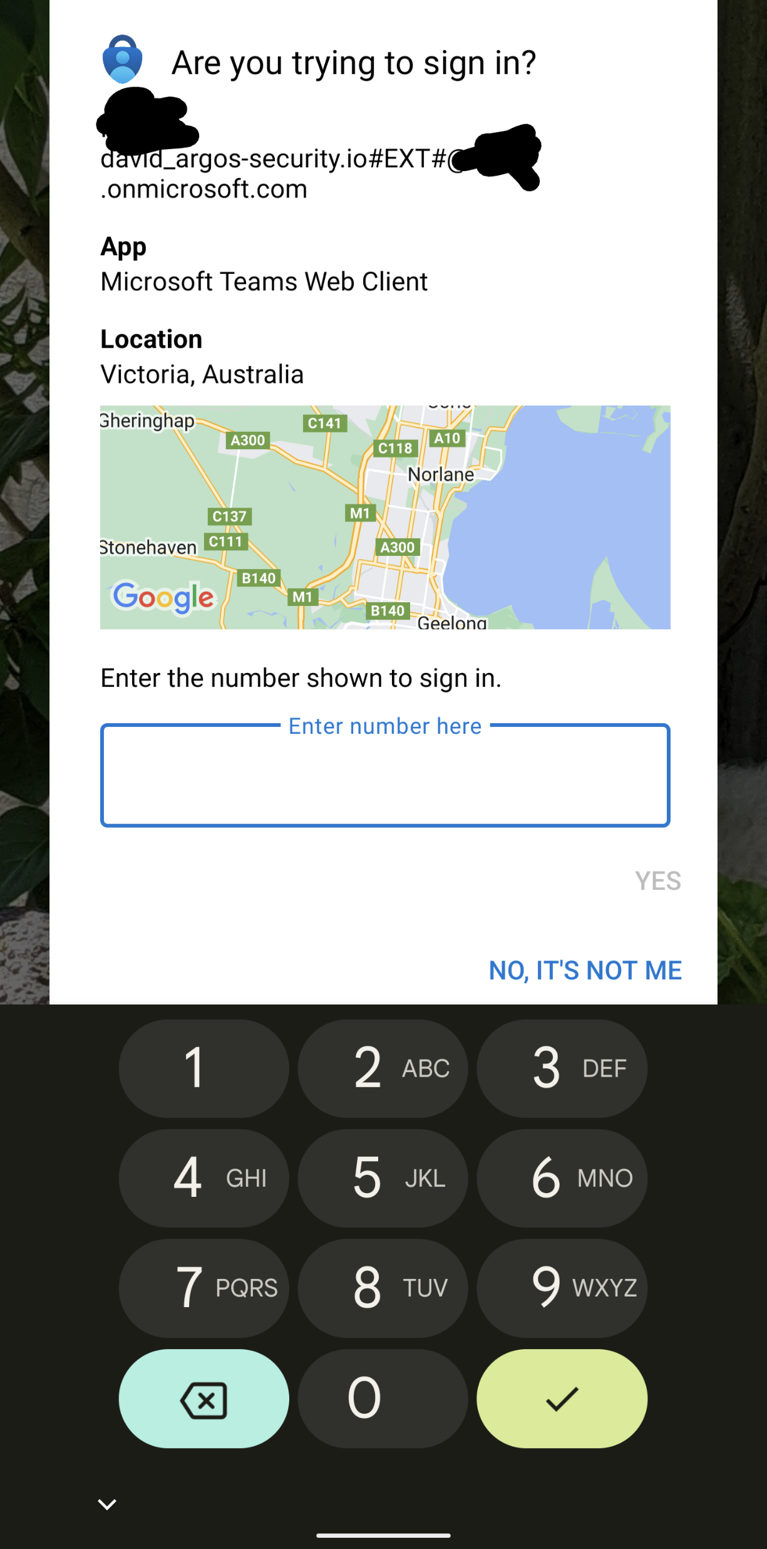 Are you trying to sign in?
david_argos-security.io#EXT#@
.onmicrosoft.com
App
Microsoft Teams Web Client
Location
Victoria, Australia
Gheringhap
C141
A300
C118
A10
Norlane
C137
M1
C111
Stonehaven
A300
B140
Google
M1
B140
Geelong
Enter the number shown to sign in.
Enter number here
YES
NO, IT'S NOT ME
1
2 ABC
3 DEF
4 GHI
5 JKL
6 MNO
7 PQRS
8 TUV
9 WXYZ
0